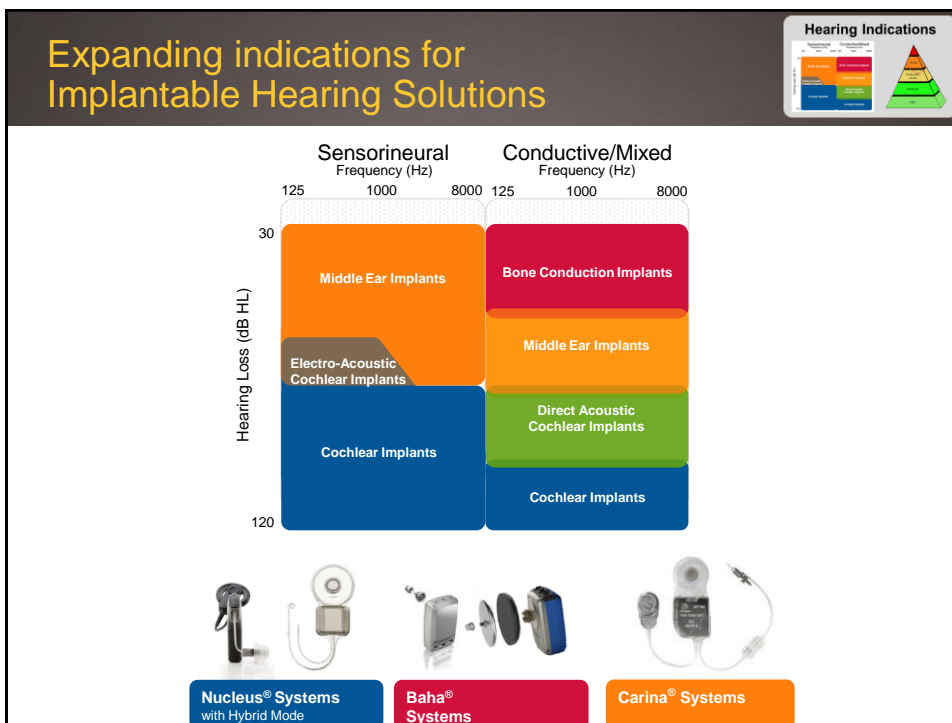 Expanding indications for
Implantable Hearing Solutions
Hearing Indications
Sensorineural
Frequency (Hz)
Conductive/Mixed
Frequency (Hz)
125 1000 8000
125 1000 8000
30
Hearing Loss (dB HL)
120
Middle Ear Implants
Electro-Acoustic
Cochlear Implants
Cochlear Implants
Bone Conduction Implants
Middle Ear Implants
Direct Acoustic
Cochlear Implants
Cochlear Implants
Nucleus® Systems
with Hybrid Mode
Baha®
Systems
Carina® Systems